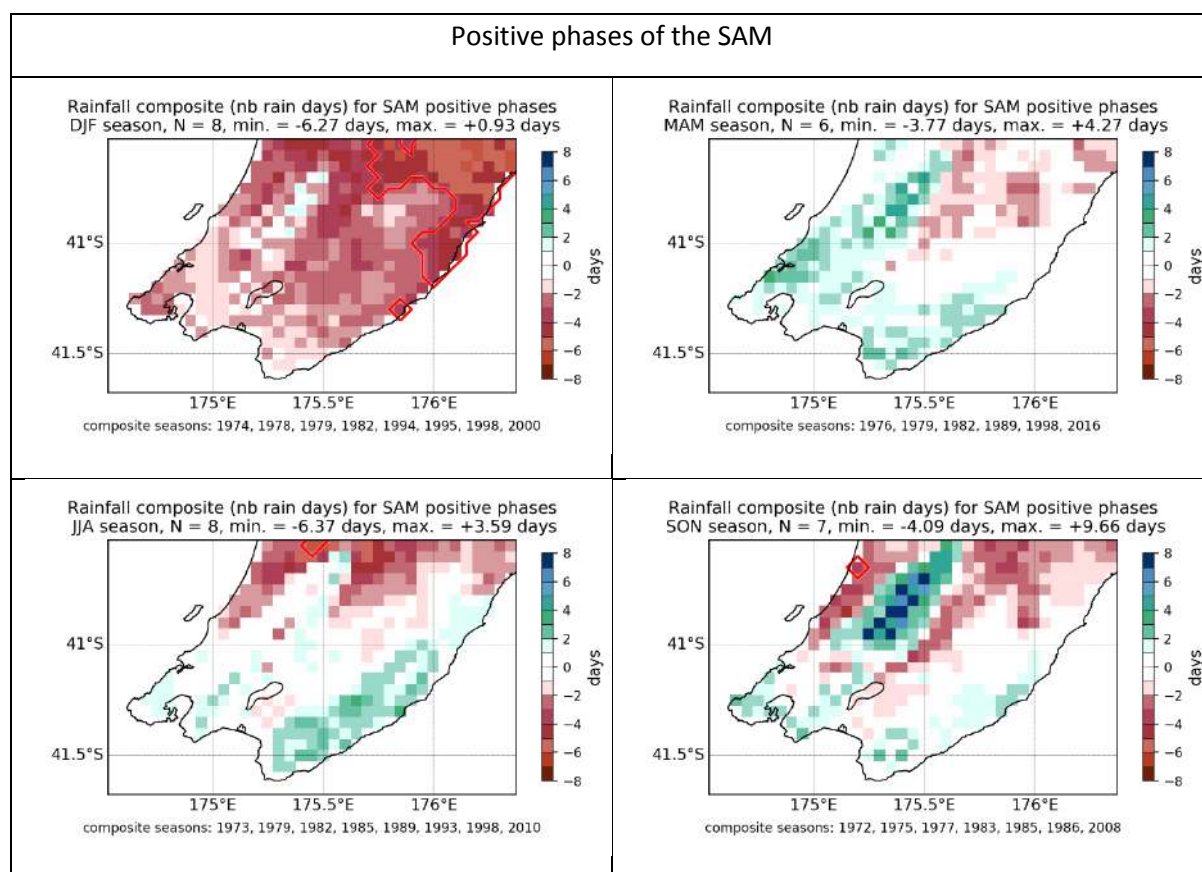 Positive phases of the SAM
Rainfall composite (nb rain days) for SAM positive phases
DJF season, N = 8, min. = -6.27 days, max. = +0.93 days
8
6
4
2
0
−2
−4
−6
−8
days
41°S
41.5°S
175°E
175.5°E
176°E
composite seasons: 1974, 1978, 1979, 1982, 1994, 1995, 1998, 2000
Rainfall composite (nb rain days) for SAM positive phases
MAM season, N = 6, min. = -3.77 days, max. = +4.27 days
8
6
4
2
0
−2
−4
−6
−8
days
41°S
41.5°S
175°E
175.5°E
176°E
composite seasons: 1976, 1979, 1982, 1989, 1998, 2016
Rainfall composite (nb rain days) for SAM positive phases
JJA season, N = 8, min. = -6.37 days, max. = +3.59 days
8
6
4
2
0
−2
−4
−6
−8
days
41°S
41.5°S
175°E
175.5°E
176°E
composite seasons: 1973, 1979, 1982, 1985, 1989, 1993, 1998, 2010
Rainfall composite (nb rain days) for SAM positive phases
SON season, N = 7, min. = -4.09 days, max. = +9.66 days
8
6
4
2
0
−2
−4
−6
−8
days
41°S
41.5°S
175°E
175.5°E
176°E
composite seasons: 1972, 1975, 1977, 1983, 1985, 1986, 2008